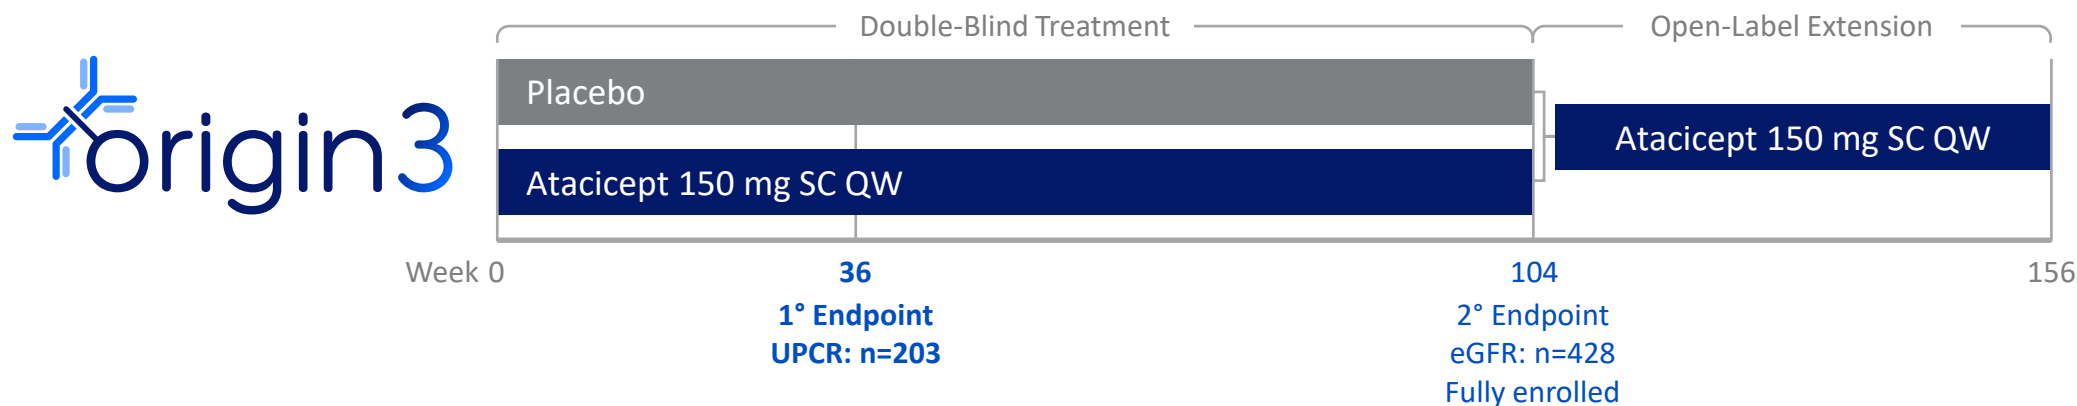 Double-Blind Treatment
Open-Label Extension
origin3
Placebo
Atacicept 150 mg SC QW
Atacicept 150 mg SC QW
Week 0
36
104
156
1° Endpoint
UPCR: n=203
2° Endpoint
eGFR: n=428
Fully enrolled